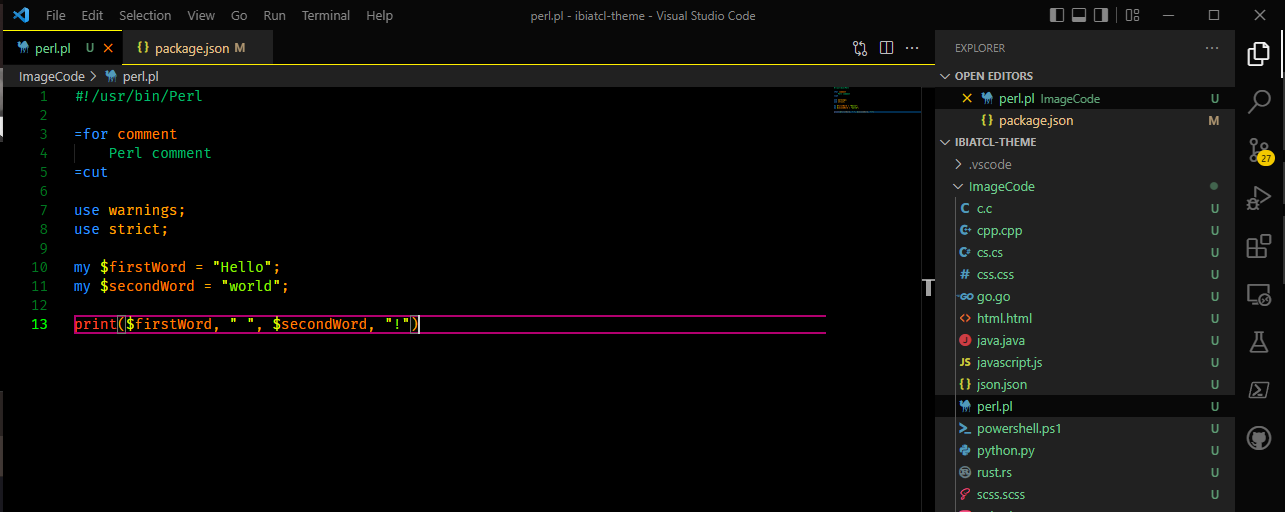 File Edit Selection View Go Run Terminal Help perl.pl - ibiatcl-theme - Visual Studio Code
perl.pl U package.json M
ImageCode perl.pl
1 #!/usr/bin/Perl
2
3 =for comment
4     Perl comment
5 =cut
6
7 use warnings;
8 use strict;
9
10 my $firstWord = "Hello";
11 my $secondWord = "world";
12
13 print($firstWord, " ", $secondWord, "!")
EXPLORER
OPEN EDITORS
perl.pl ImageCode U
{} package.json M
IBIATCL-THEME
.vscode
ImageCode
c.c U
cpp.cpp U
cs.cs U
# css.css U
go.go U
<> html.html U
java.java U
JS javascript.js U
{} json.json U
perl.pl U
powershell.ps1 U
python.py U
rust.rs U
scss.scss U
27